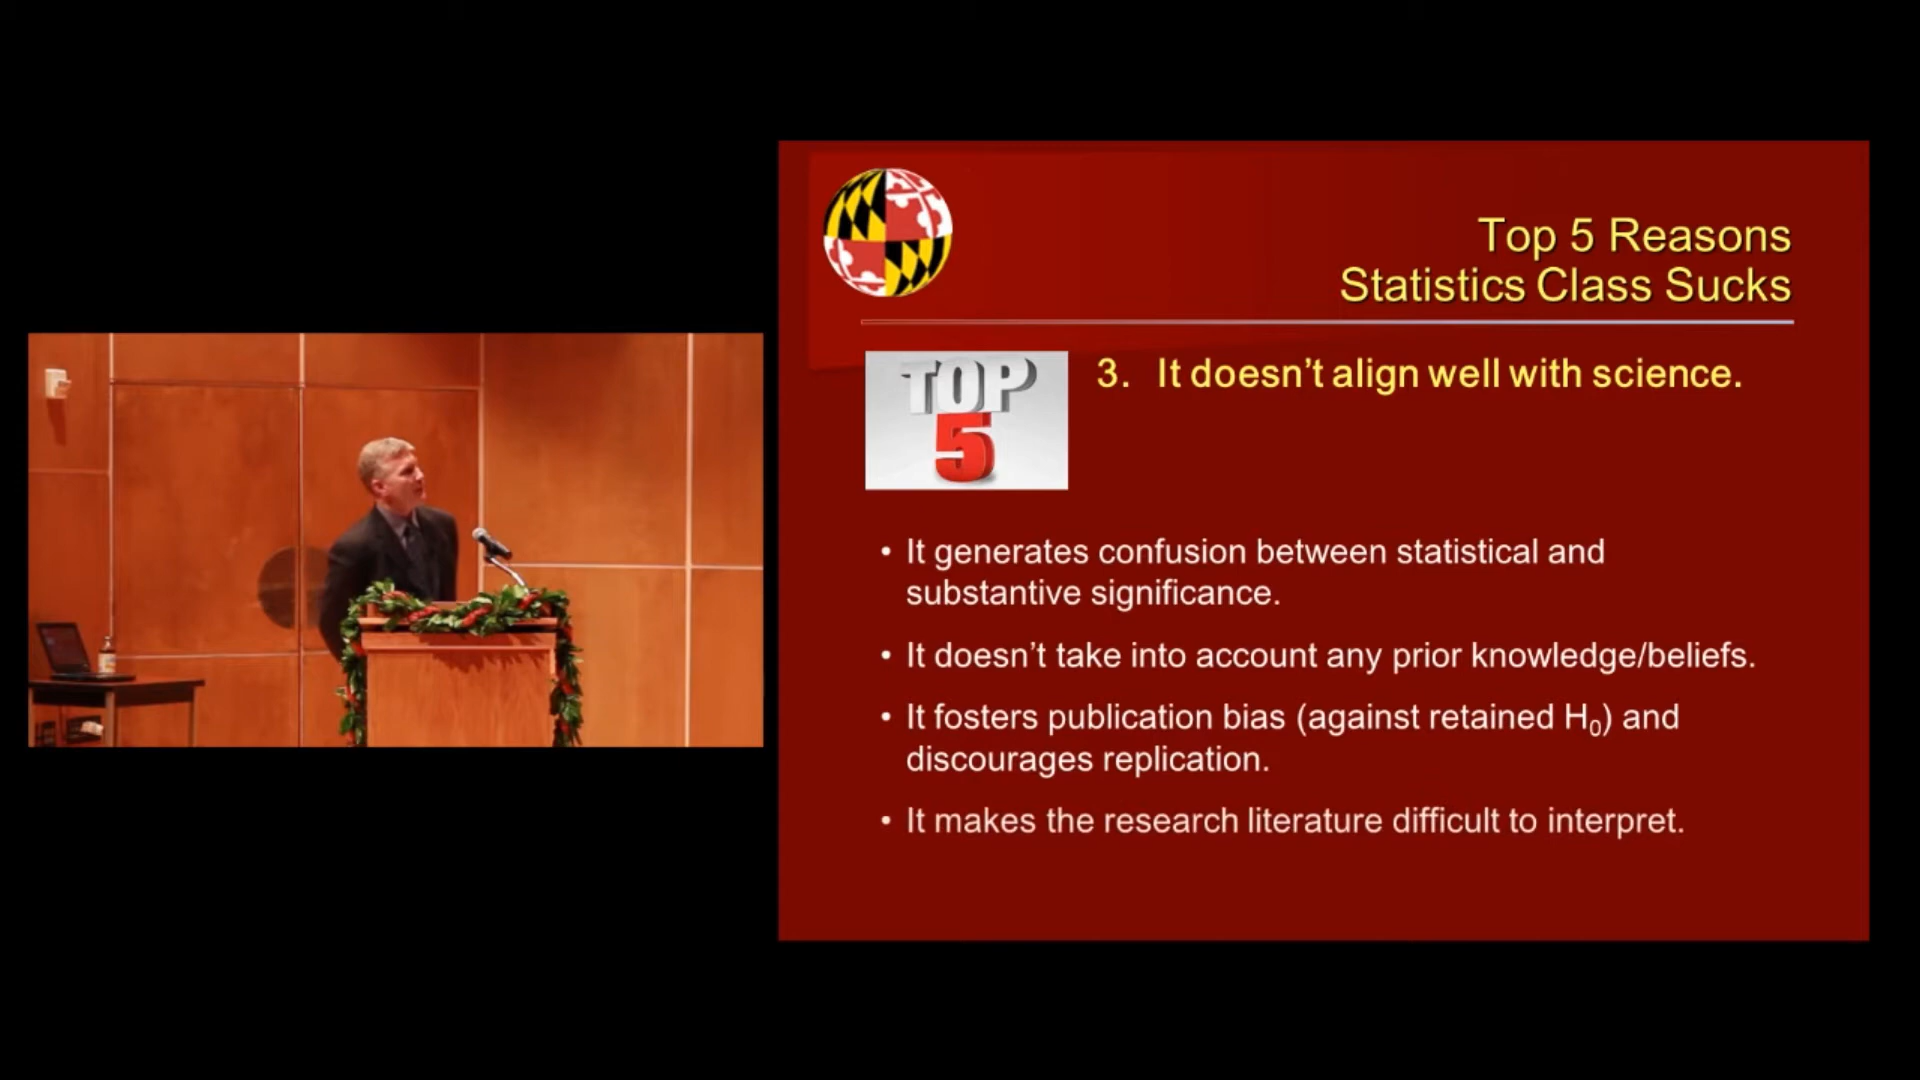 Top 5 Reasons
Statistics Class Sucks
TOP
5
3. It doesn't align well with science.
• It generates confusion between statistical and
substantive significance.
• It doesn't take into account any prior knowledge/beliefs.
• It fosters publication bias (against retained H₀) and
discourages replication.
• It makes the research literature difficult to interpret.